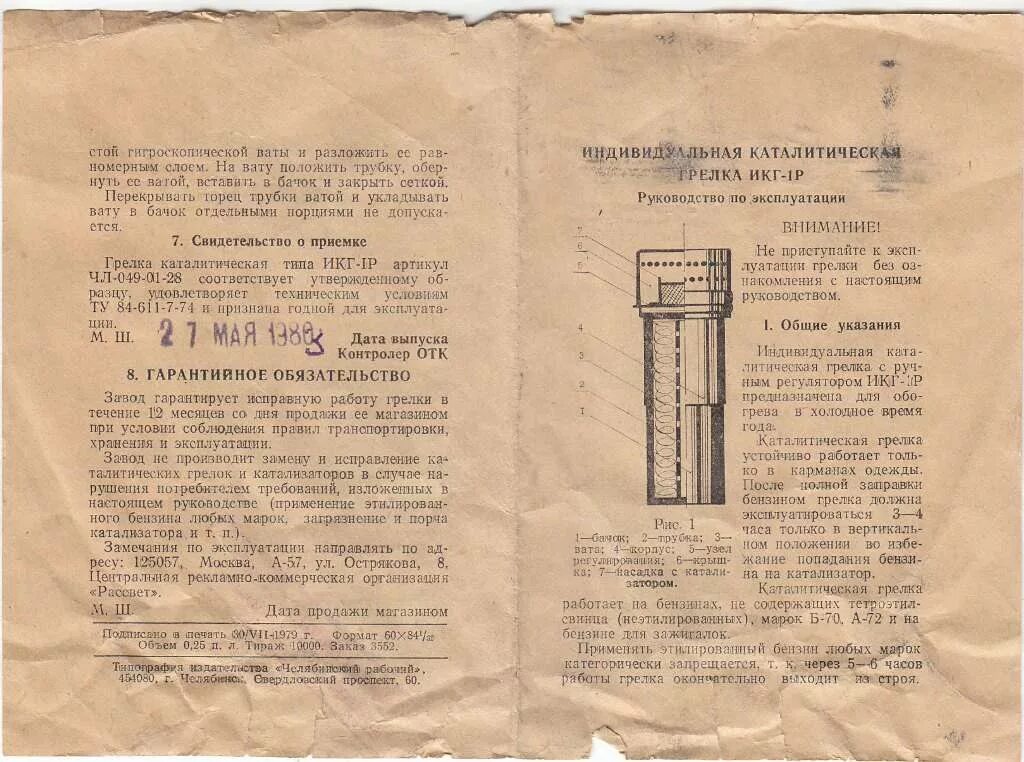 стой гигроскопической ваты и разложить ее рав-
номерным слоем. На вату положить трубку, обер-
нуть ее ватой, вставить в бачок и закрыть сеткой.
Перекрывать торец трубки ватой и укладывать
вату в бачок отдельными порциями не допуска-
ется.
7. Свидетельство о приемке
Грелка каталитическая типа ИКГ-1Р артикул
ЧЛ-049-01-28 соответствует утвержденному об-
разцу, удовлетворяет техническим условиям
ТУ 84-611-7-74 и признана годной для эксплуата-
ции.
М. Ш. 27 МАЯ 1980 Дата выпуска
Контролер ОТК
8. ГАРАНТИЙНОЕ ОБЯЗАТЕЛЬСТВО
Завод гарантирует исправную работу грелки в
течение 12 месяцев со дня продажи ее магазином
при условии соблюдения правил транспортировки,
хранения и эксплуатации.
Завод не производит замену и исправление ка-
талитических грелок и катализаторов в случае на-
рушения потребителем требований, изложенных в
настоящем руководстве (применение этилирован-
ного бензина любых марок, загрязнение и порча
катализатора и т. п.).
Замечания по эксплуатации направлять по ад-
ресу: 125057, Москва, А-57, ул. Острякова, 8,
Центральная рекламно-коммерческая организация
«Рассвет».
М. Ш. Дата продажи магазином
Подписано в печать 30/VII-1979 г. Формат 60×84¹/₃₂
Объем 0,25 п. л. Тираж 10000. Заказ 3552.
Типография издательства «Челябинский рабочий»,
454080, г. Челябинск, Свердловский проспект, 60.
ИНДИВИДУАЛЬНАЯ КАТАЛИТИЧЕСКАЯ
ГРЕЛКА ИКГ-1Р
Руководство по эксплуатации
7
6
5
4
3
2
1
Рис. 1
1—бачок; 2—трубка; 3—
вата; 4—корпус; 5—узел
регулирования; 6—крыш-
ка; 7—насадка с катали-
затором.
ВНИМАНИЕ!
Не приступайте к эксп-
луатации грелки без оз-
накомления с настоящим
руководством.
1. Общие указания
Индивидуальная ката-
литическая грелка с руч-
ным регулятором ИКГ-1Р
предназначена для обо-
грева в холодное время
года.
Каталитическая грелка
устойчиво работает толь-
ко в карманах одежды.
После полной заправки
бензином грелка должна
эксплуатироваться 3—4
часа только в вертикаль-
ном положении во избе-
жание попадания бензи-
на на катализатор.
Каталитическая грелка
работает на бензинах, не содержащих тетроэтил-
свинца (неэтилированных), марок Б-70, А-72 и на
бензине для зажигалок.
Применять этилированный бензин любых марок
категорически запрещается, т. к. через 5—6 часов
работы грелка окончательно выходит из строя.